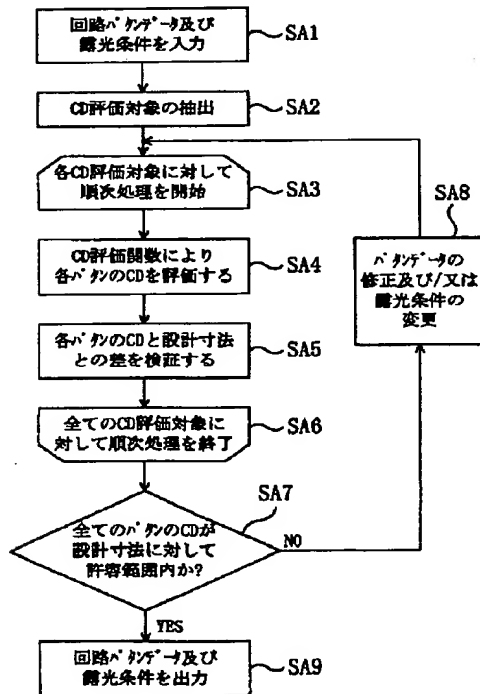 回路パタンデータ及び
露光条件を入力
SA1
CD評価対象の抽出
SA2
各CD評価対象に対して
順次処理を開始
SA3
CD評価関数により
各パタンのCDを評価する
SA4
各パタンのCDと設計寸法
との差を検証する
SA5
全てのCD評価対象に
対して順次処理を終了
SA6
全てのパタンのCDが
設計寸法に対して
許容範囲内か?
SA7
NO
YES
SA8
パタンデータの
修正及び/又は
露光条件の
変更
回路パタンデータ及び
露光条件を出力
SA9